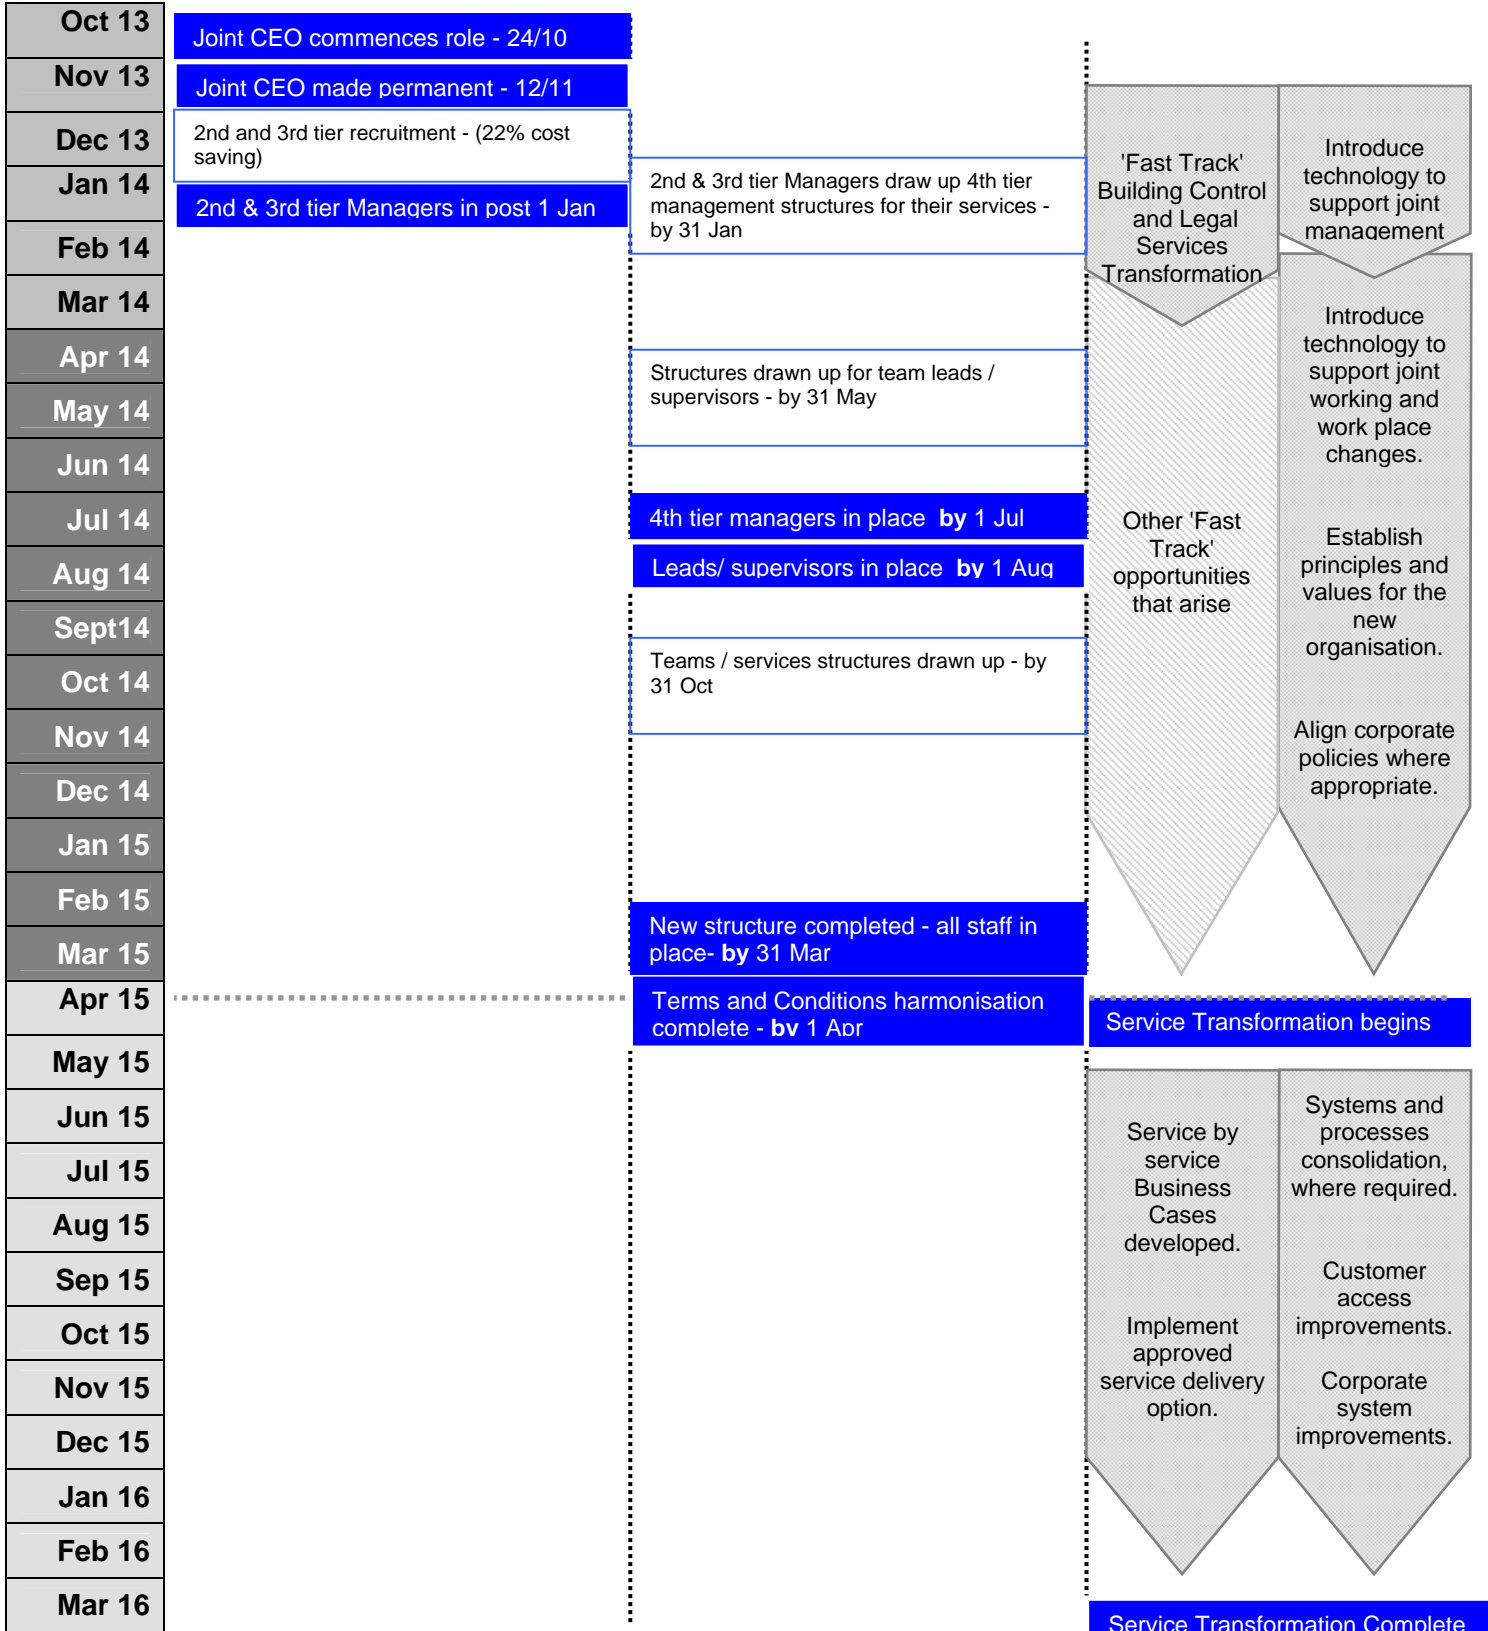 Oct 13
Nov 13
Dec 13
Jan 14
Feb 14
Mar 14
Apr 14
May 14
Jun 14
Jul 14
Aug 14
Sept14
Oct 14
Nov 14
Dec 14
Jan 15
Feb 15
Mar 15
Apr 15
May 15
Jun 15
Jul 15
Aug 15
Sep 15
Oct 15
Nov 15
Dec 15
Jan 16
Feb 16
Mar 16
Joint CEO commences role - 24/10
Joint CEO made permanent - 12/11
2nd and 3rd tier recruitment - (22% cost
saving)
2nd & 3rd tier Managers in post 1 Jan
2nd & 3rd tier Managers draw up 4th tier
management structures for their services -
by 31 Jan
Structures drawn up for team leads /
supervisors - by 31 May
4th tier managers in place by 1 Jul
Leads/ supervisors in place by 1 Aug
Teams / services structures drawn up - by
31 Oct
New structure completed - all staff in
place- by 31 Mar
Terms and Conditions harmonisation
complete - by 1 Apr
'Fast Track'
Building Control
and Legal
Services
Transformation
Other 'Fast
Track'
opportunities
that arise
Introduce
technology to
support joint
management
Introduce
technology to
support joint
working and
work place
changes.
Establish
principles and
values for the
new
organisation.
Align corporate
policies where
appropriate.
Service Transformation begins
Service by
service
Business
Cases
developed.
Implement
approved
service delivery
option.
Systems and
processes
consolidation,
where required.
Customer
access
improvements.
Corporate
system
improvements.
Service Transformation Complete